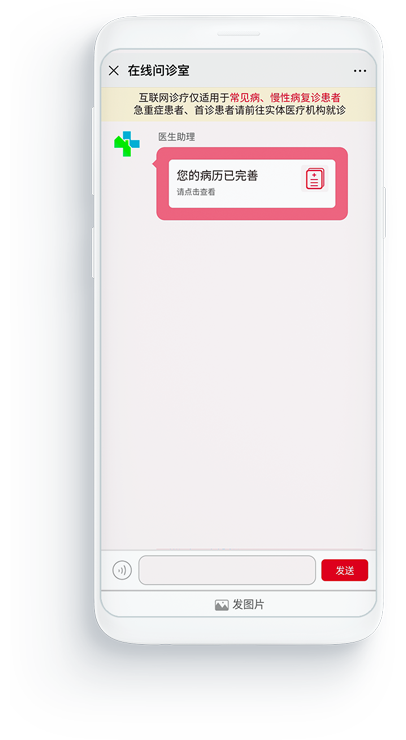 在线问诊室
互联网诊疗仅适用于常见病、慢性病复诊患者
急重症患者、首诊患者请前往实体医疗机构就诊
医生助理
您的病历已完善
请点击查看
发送
发图片